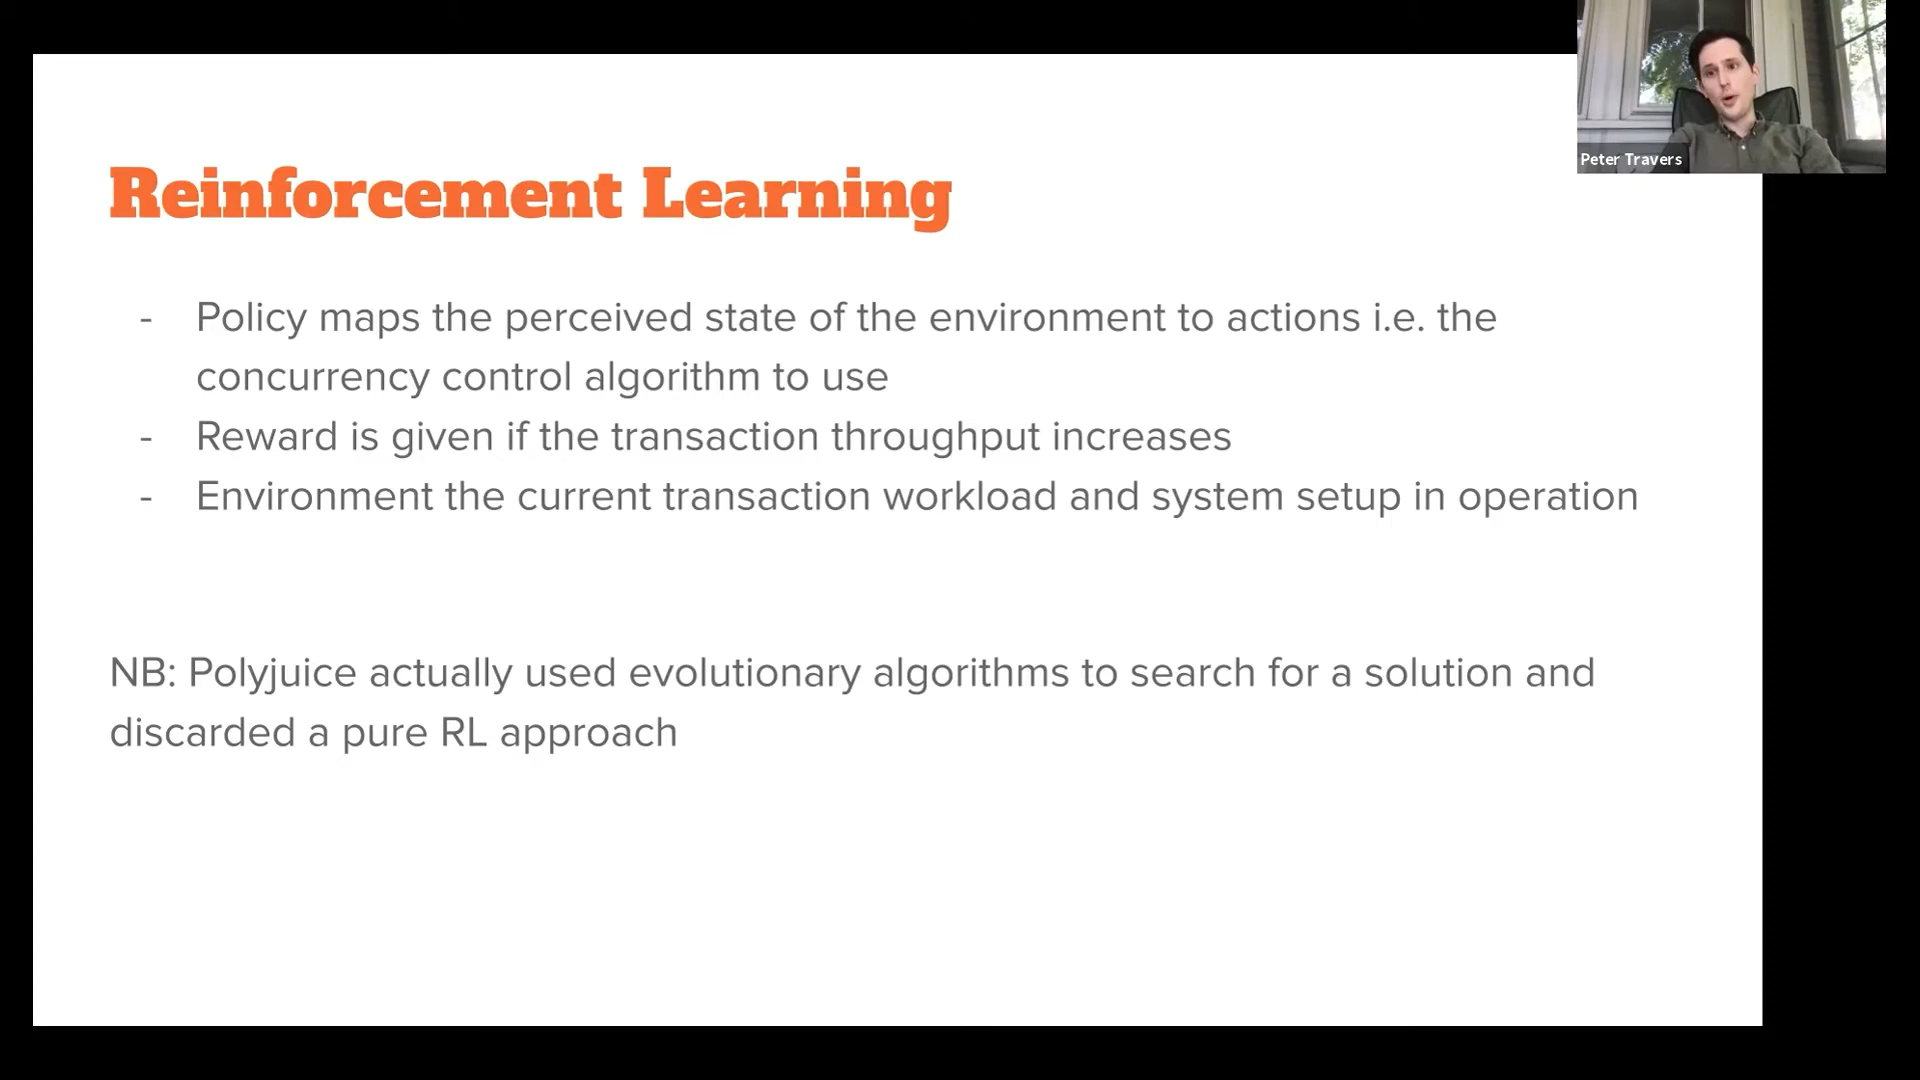 Peter Travers
Reinforcement Learning
- Policy maps the perceived state of the environment to actions i.e. the
concurrency control algorithm to use
- Reward is given if the transaction throughput increases
- Environment the current transaction workload and system setup in operation
NB: Polyjuice actually used evolutionary algorithms to search for a solution and
discarded a pure RL approach